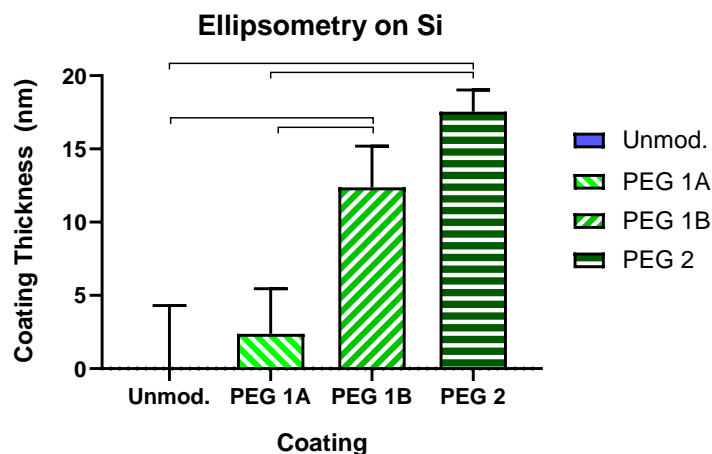 Ellipsometry on Si
Coating Thickness (nm)
20
15
10
5
0
Unmod. PEG 1A PEG 1B PEG 2
Coating
Unmod.
PEG 1A
PEG 1B
PEG 2